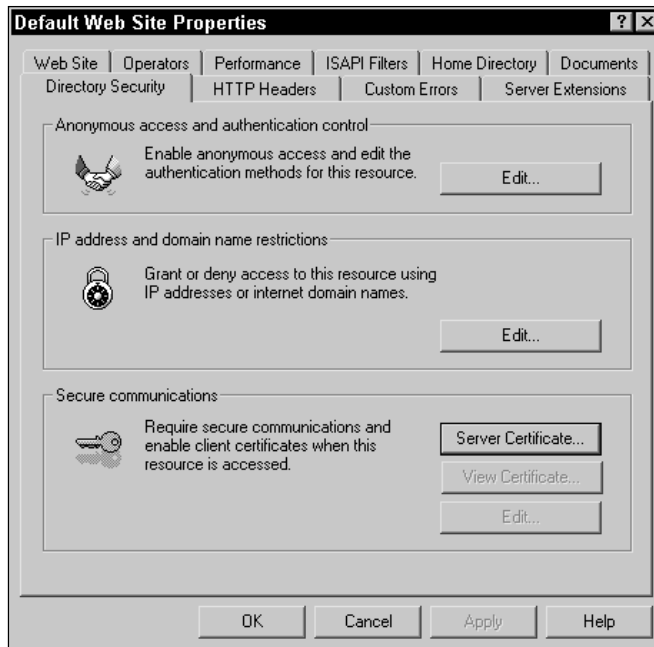 Default Web Site Properties
Web Site Operators Performance ISAPI Filters Home Directory Documents
Directory Security HTTP Headers Custom Errors Server Extensions
Anonymous access and authentication control
Enable anonymous access and edit the
authentication methods for this resource.
Edit...
IP address and domain name restrictions
Grant or deny access to this resource using
IP addresses or internet domain names.
Edit...
Secure communications
Require secure communications and
enable client certificates when this
resource is accessed.
Server Certificate...
View Certificate...
Edit...
OK Cancel Apply Help